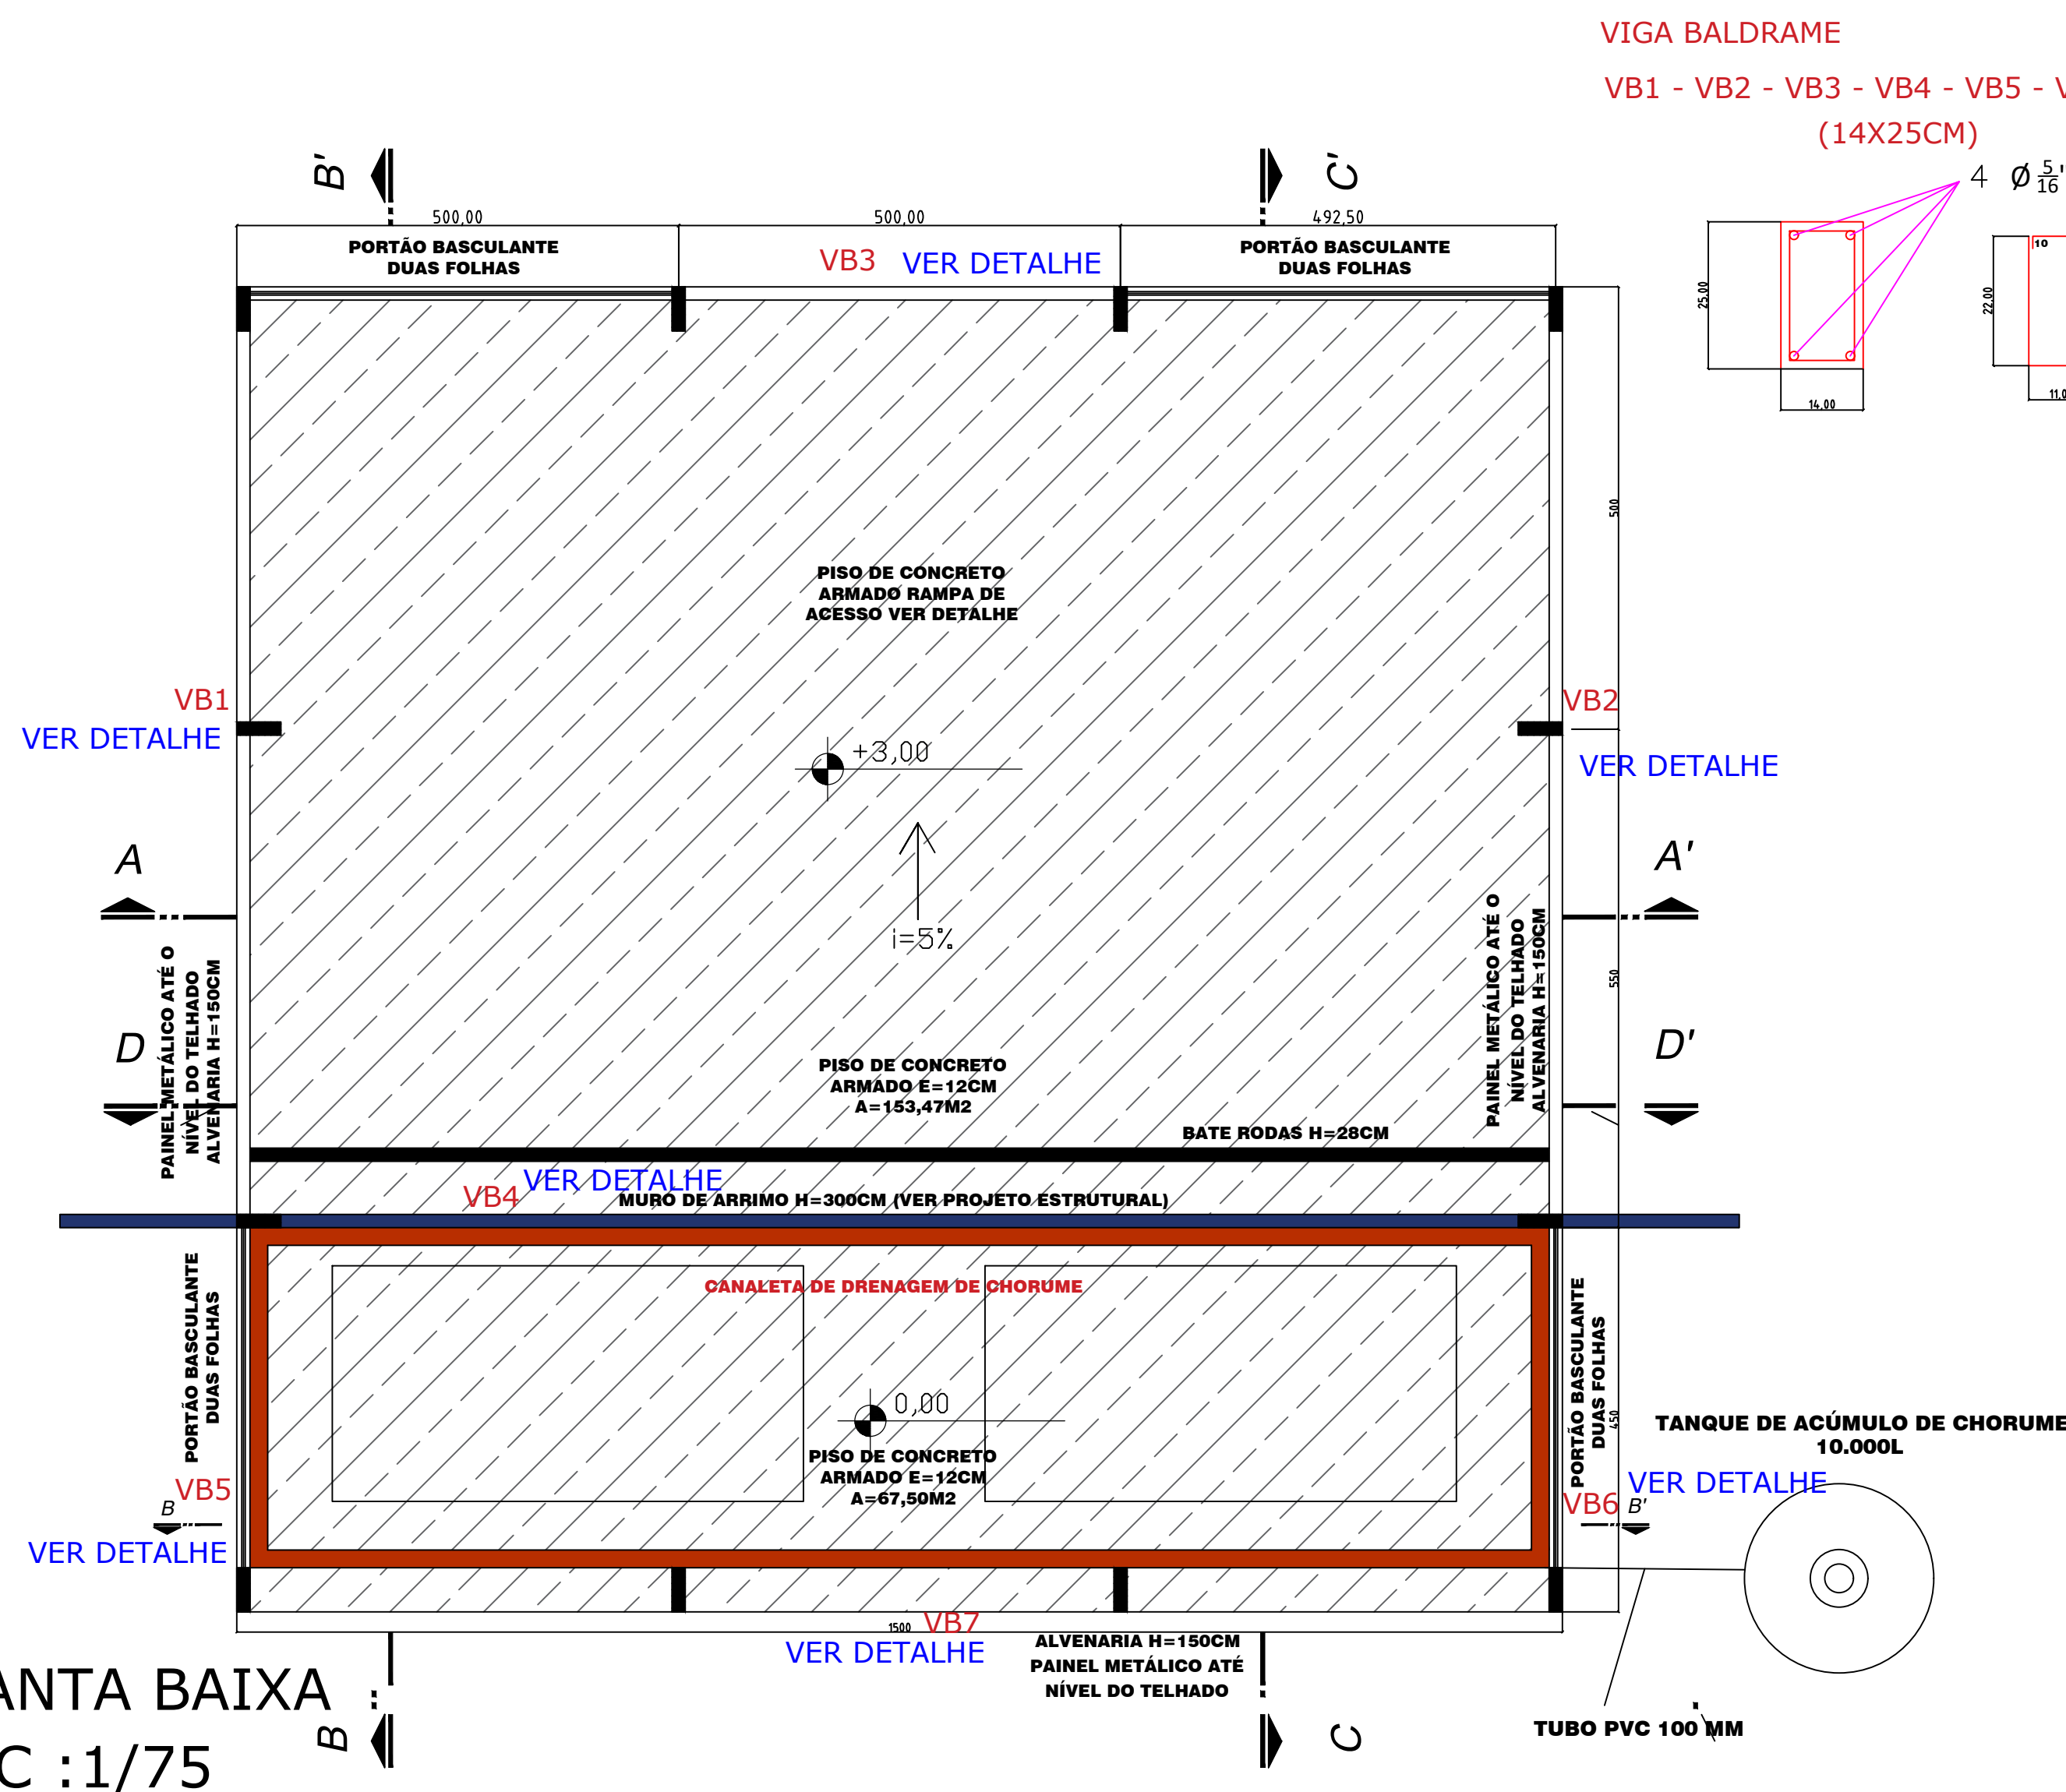 VIGA BALDRAME
VB1 - VB2 - VB3 - VB4 - VB5 - V
(14X25CM)
4 Ø 5/16"
25,00
14,00
10
22,00
11,0
B'
C'
500,00
500,00
492,50
PORTÃO BASCULANTE
DUAS FOLHAS
VB3 VER DETALHE
PORTÃO BASCULANTE
DUAS FOLHAS
500
PISO DE CONCRETO
ARMADO RAMPA DE
ACESSO VER DETALHE
VB1
VER DETALHE
VB2
VER DETALHE
+3,00
i=5%
A
A'
D
D'
PAINEL METÁLICO ATÉ O
NÍVEL DO TELHADO
ALVENARIA H=150CM
PAINEL METÁLICO ATÉ O
NÍVEL DO TELHADO
ALVENARIA H=150CM
550
PISO DE CONCRETO
ARMADO E=12CM
A=153,47M2
BATE RODAS H=28CM
VB4 VER DETALHE
MURO DE ARRIMO H=300CM (VER PROJETO ESTRUTURAL)
CANALETA DE DRENAGEM DE CHORUME
PORTÃO BASCULANTE
DUAS FOLHAS
PORTÃO BASCULANTE
DUAS FOLHAS
450
0,00
PISO DE CONCRETO
ARMADO E=12CM
A=67,50M2
TANQUE DE ACÚMULO DE CHORUME
10.000L
VB5
B
VER DETALHE
VER DETALHE
VB6 B'
1500
VB7
VER DETALHE
ALVENARIA H=150CM
PAINEL METÁLICO ATÉ
NÍVEL DO TELHADO
TUBO PVC 100 MM
B
C
ANTA BAIXA
C :1/75